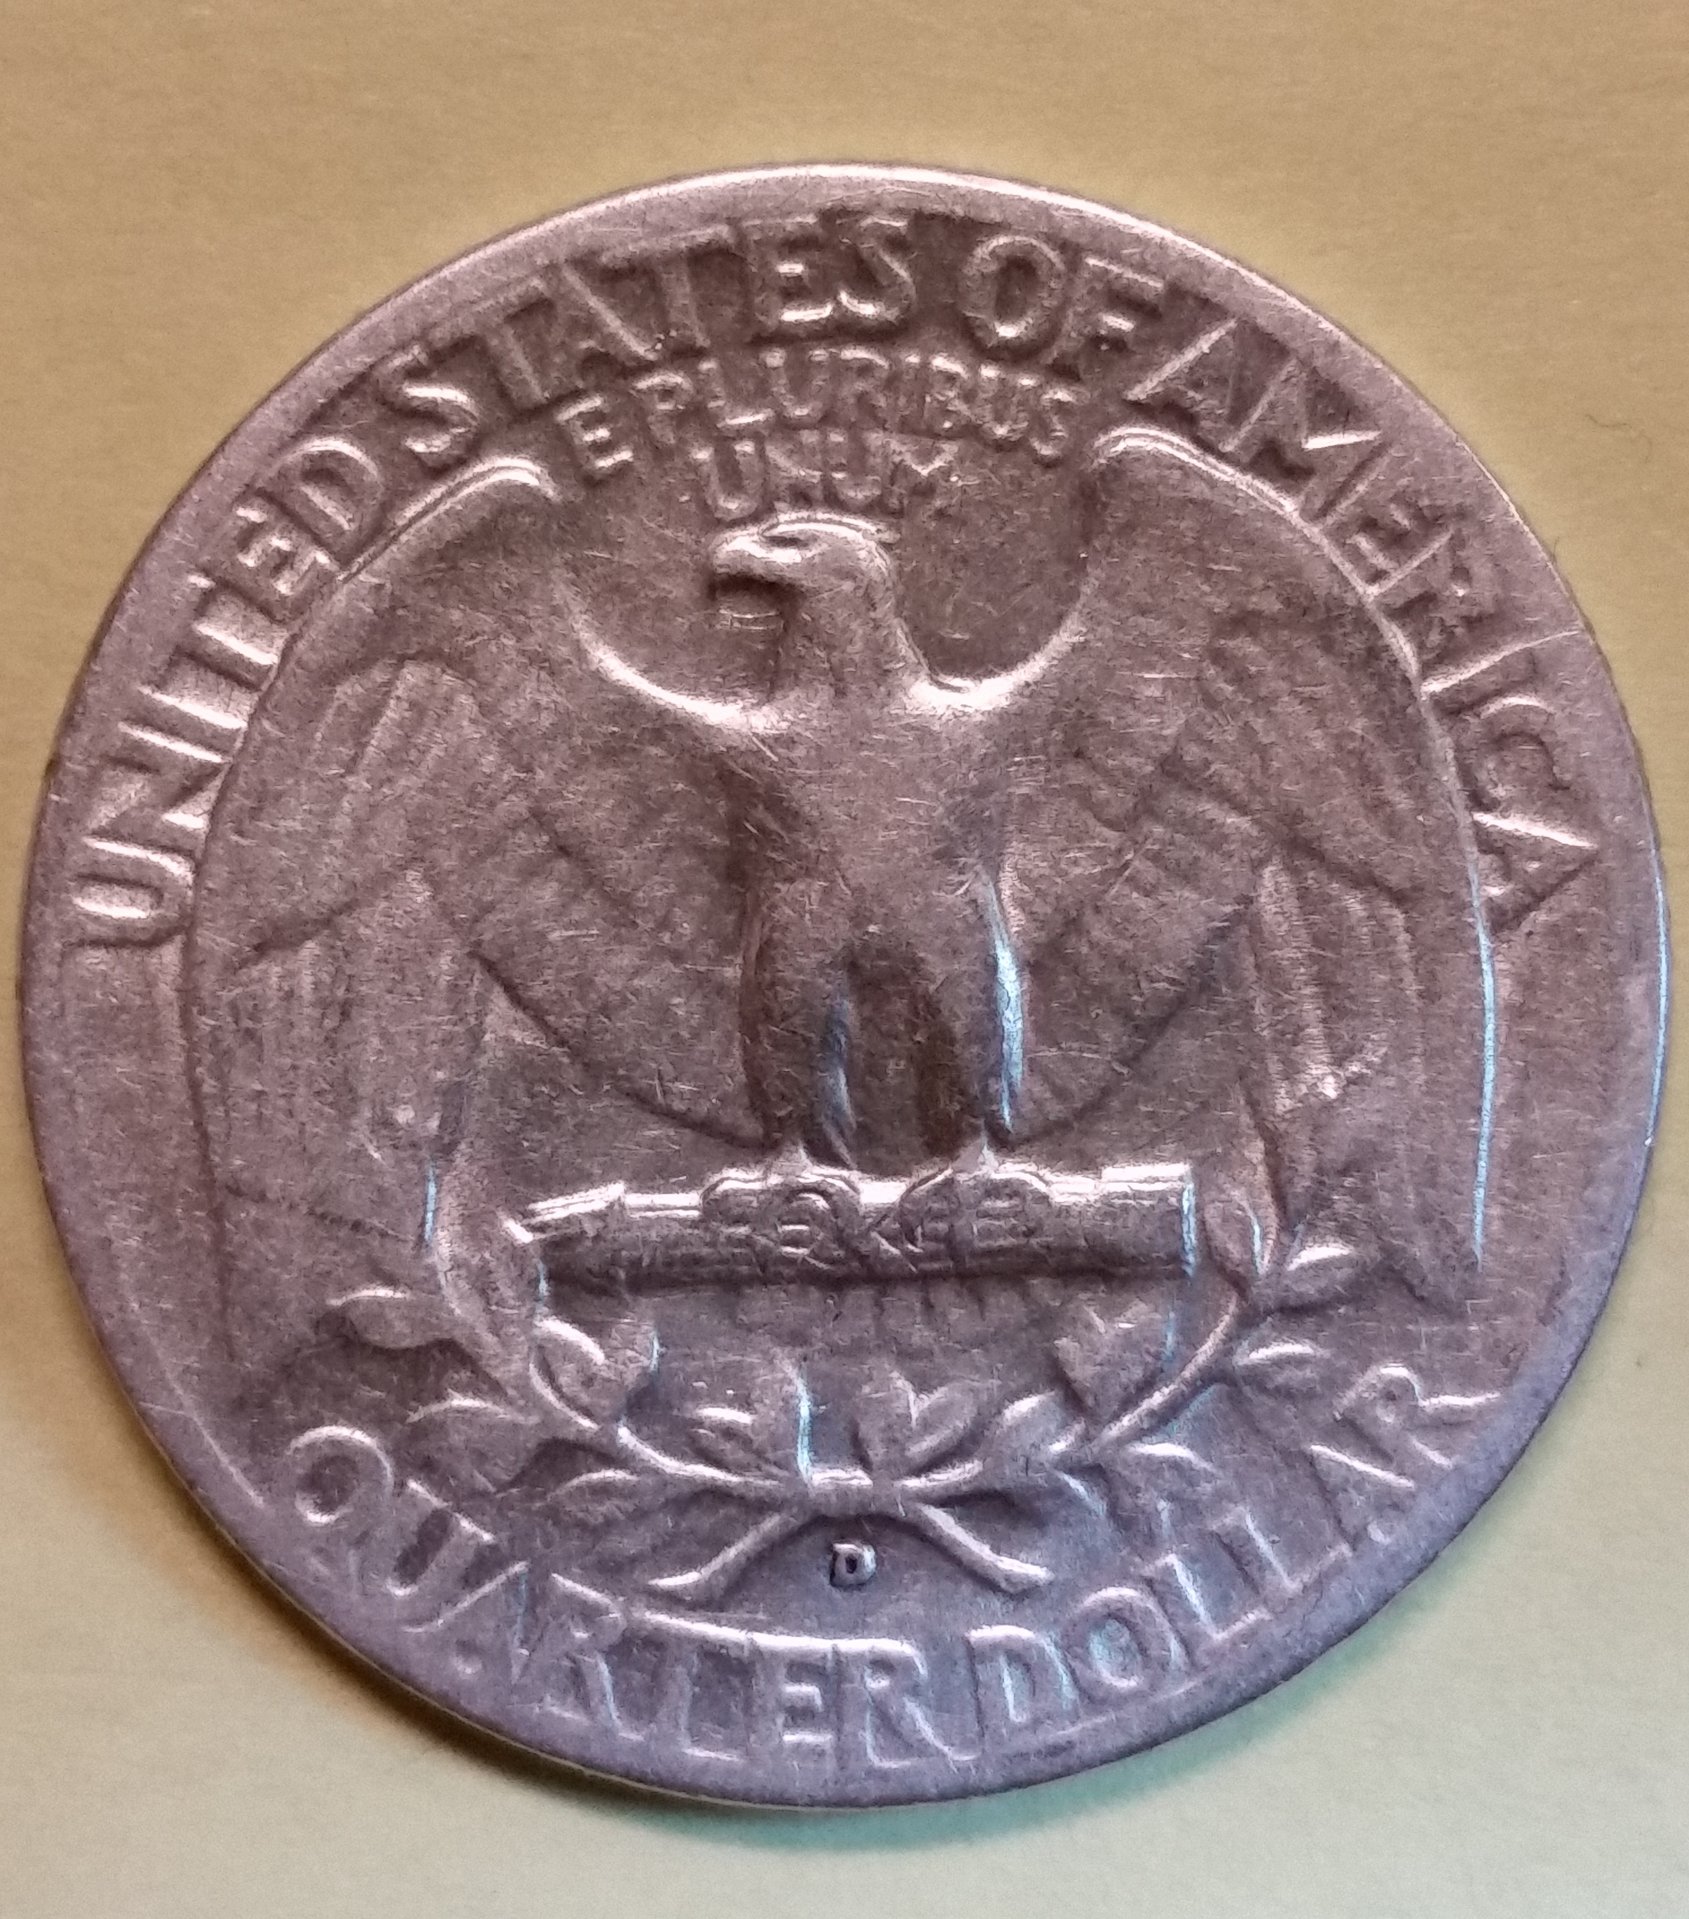 UNITED STATES OF AMERICA
E PLURIBUS
UNUM
D
QUARTER DOLLAR